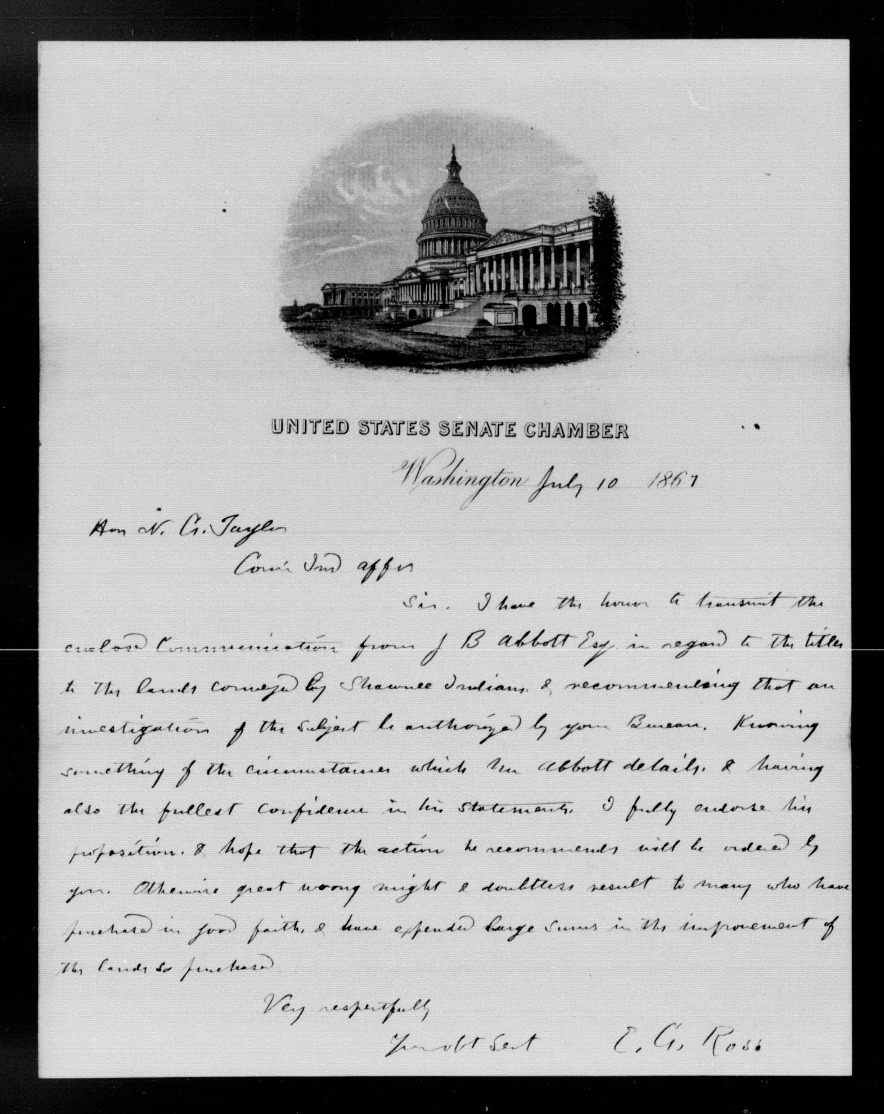 UNITED STATES SENATE CHAMBER
Washington July 10 1867
Hon N. G. Taylor
Com'r Ind affrs
Sir. I have the honor to transmit the
enclosed Communication from J B Abbott Esq. in regard to the titles
to the lands conveyed by Shawnee Indians, & recommending that an
investigation of the subject be authorized by your Bureau. Knowing
something of the circumstances which Mr Abbott details, & having
also the fullest confidence in his statements, I fully endorse his
proposition, & hope that the action he recommends will be ordered by
you. Otherwise great wrong might & doubtless result to many who have
purchased in good faith, & have expended large sums in the improvement of
the lands so purchased
Very respectfully
Your obt Servt E. G. Ross